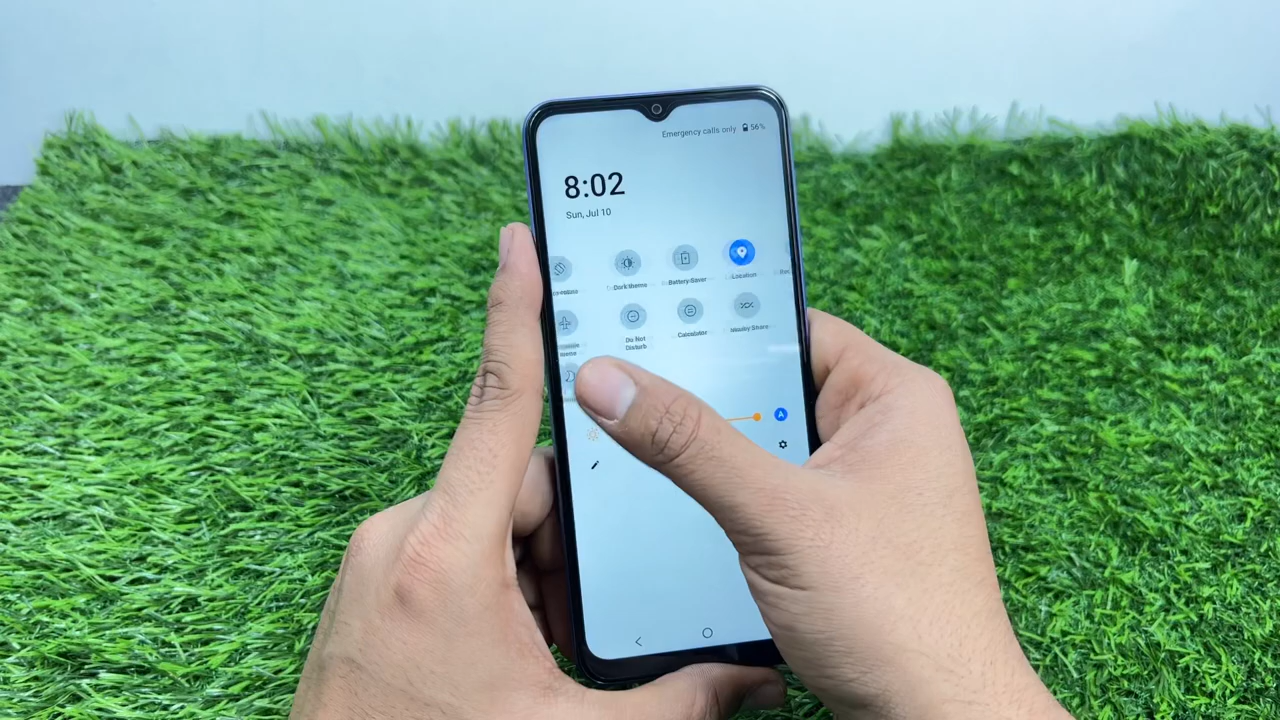 Emergency calls only 56%
8:02
Sun, Jul 10
Dark theme
Battery Saver
Location
Do Not
Disturb
Calculator
Nearby Share
A